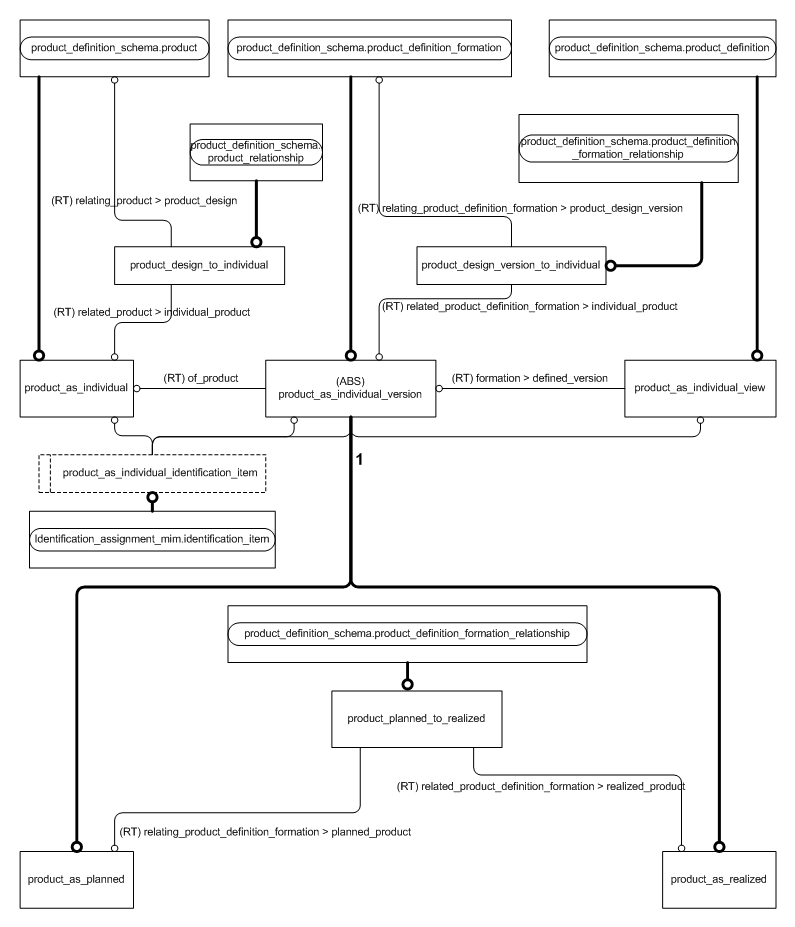 product_definition_schema.product
product_definition_schema.product_definition_formation
product_definition_schema.product_definition
product_definition_schema.
product_relationship
product_definition_schema.product_definition
_formation_relationship
(RT) relating_product > product_design
(RT) relating_product_definition_formation > product_design_version
product_design_to_individual
product_design_version_to_individual
(RT) related_product > individual_product
(RT) related_product_definition_formation > individual_product
product_as_individual
(RT) of_product
(ABS)
product_as_individual_version
(RT) formation > defined_version
product_as_individual_view
1
product_as_individual_identification_item
Identification_assignment_mim.identification_item
product_definition_schema.product_definition_formation_relationship
product_planned_to_realized
(RT) related_product_definition_formation > realized_product
(RT) relating_product_definition_formation > planned_product
product_as_planned
product_as_realized